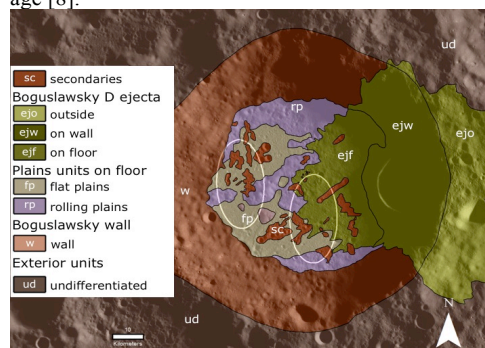 age [8].
sc secondaries
Boguslawsky D ejecta
ejo outside
ejw on wall
ejf on floor
Plains units on floor
fp flat plains
rp rolling plains
Boguslawsky wall
w wall
Exterior units
ud undifferentiated
ud
rp
ejw
ejo
ejf
w
fp
sc
ud
10
Kilometers
N